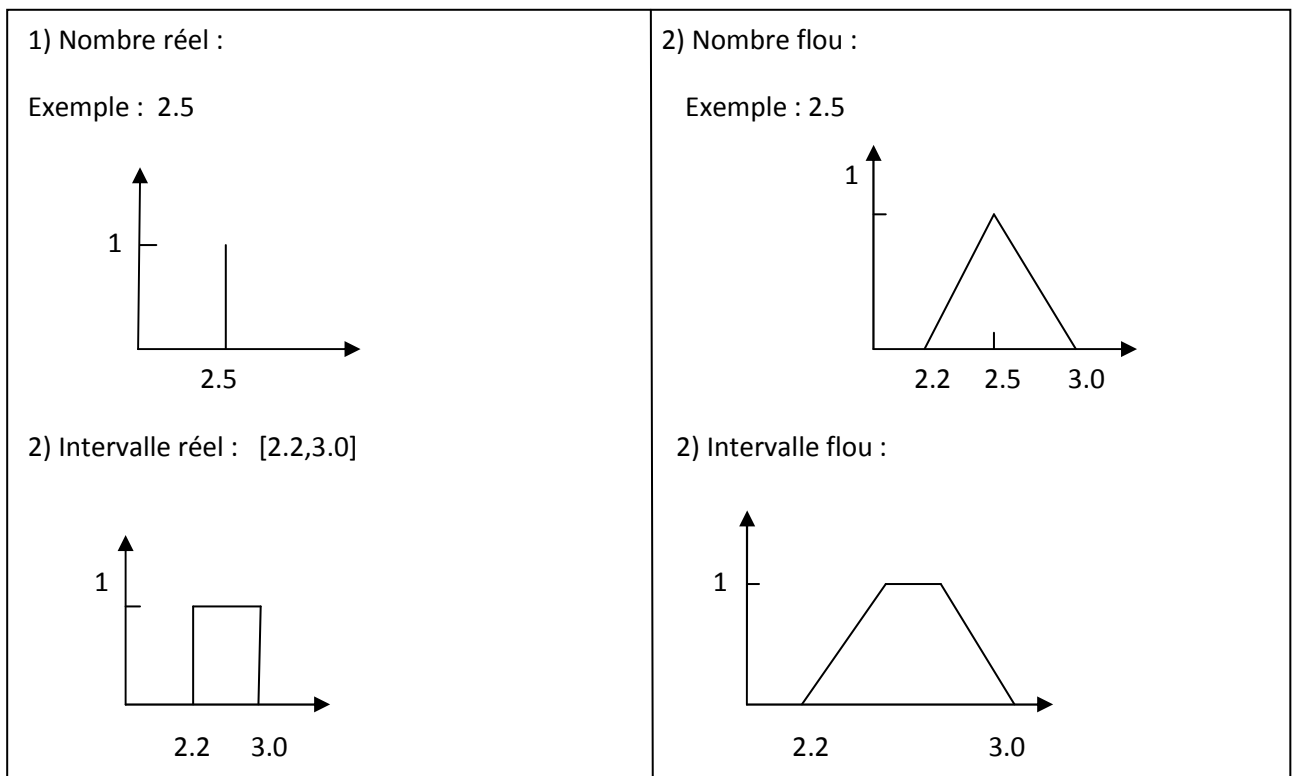 1) Nombre réel :
Exemple : 2.5
1
2.5
2) Intervalle réel : [2.2,3.0]
1
2.2 3.0
2) Nombre flou :
Exemple : 2.5
1
2.2 2.5 3.0
2) Intervalle flou :
1
2.2 3.0